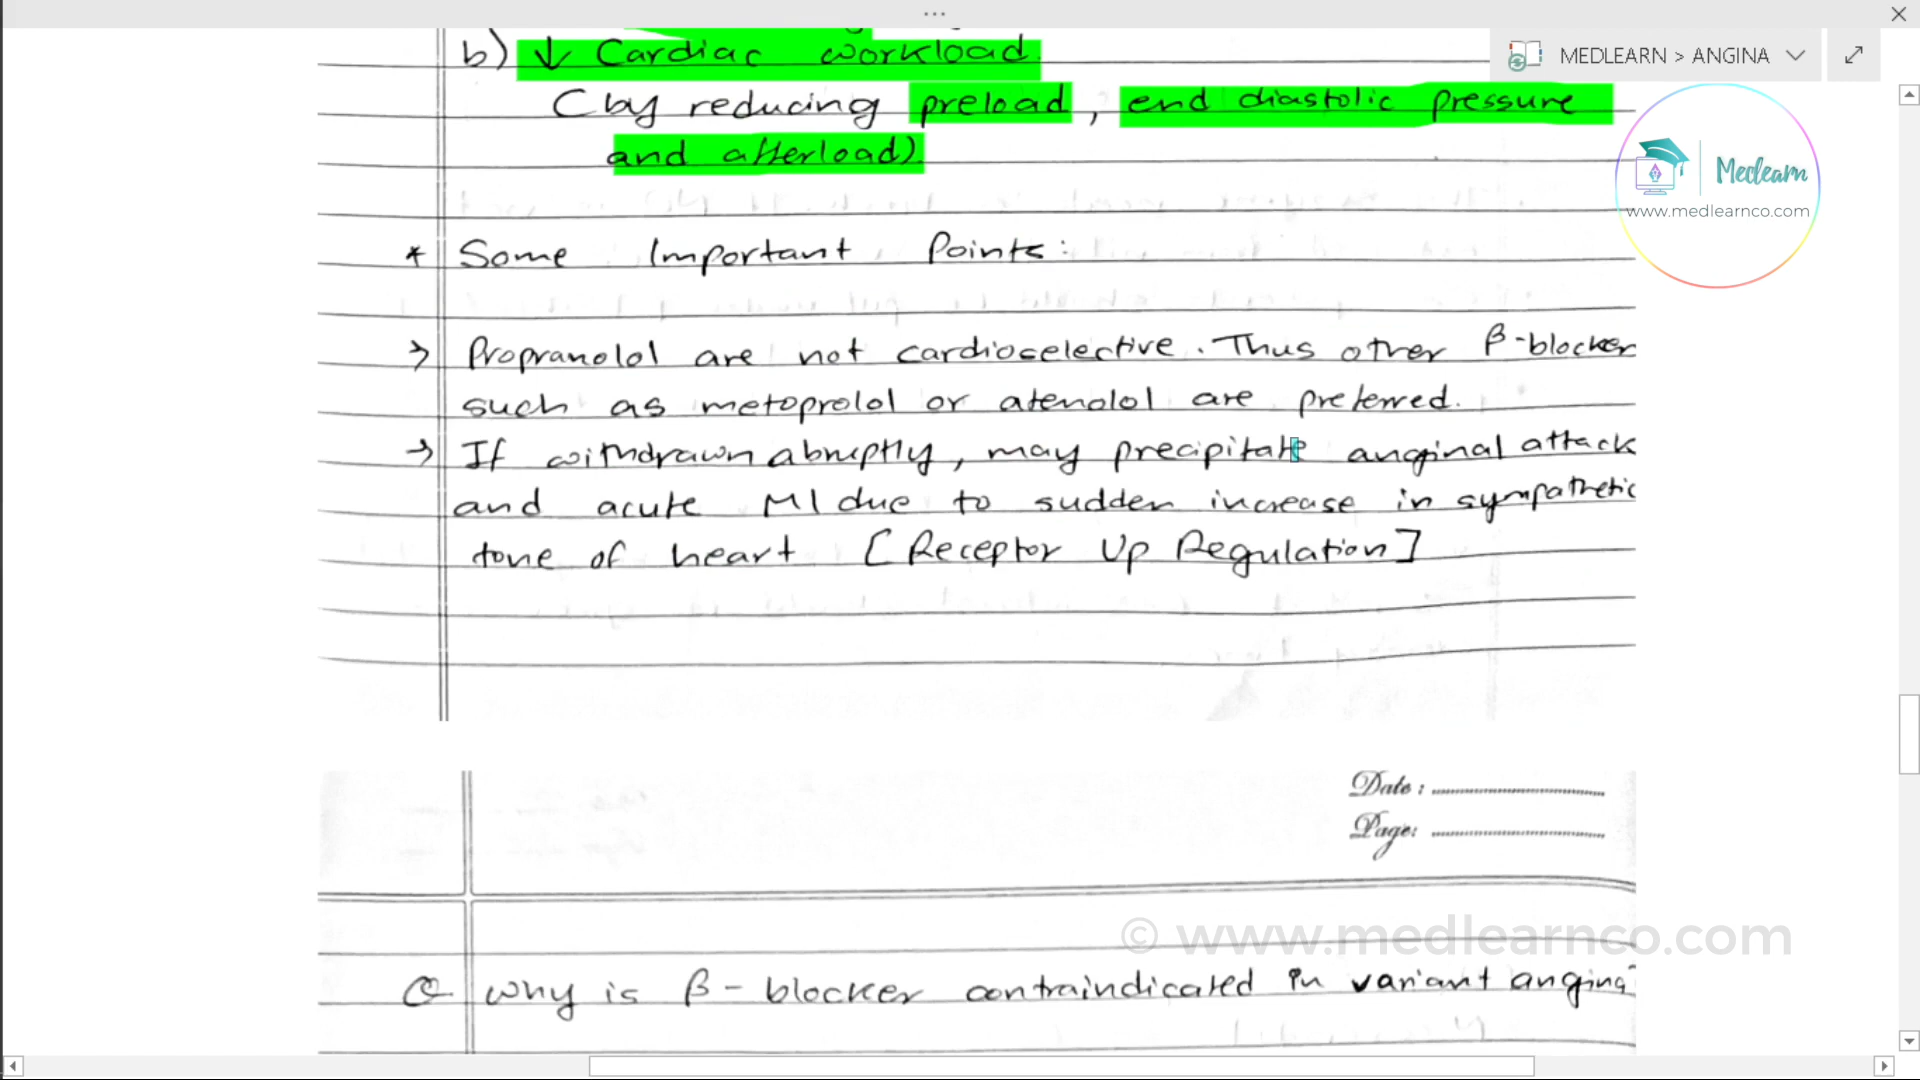 ...
b) ↓ Cardiac workload
MEDLEARN > ANGINA
(by reducing preload, end diastolic pressure
and afterload)
Medlearn
www.medlearnco.com
* Some Important Points:
→ Propranolol are not cardioselective. Thus other β-blocker
such as metoprolol or atenolol are preferred.
→ If withdrawn abruptly, may precipitate anginal attack
and acute MI due to sudden increase in sympathetic
tone of heart [Receptor Up Regulation]
Date :
Page:
© www.medlearnco.com
Q why is β - blocker contraindicated in variant angina